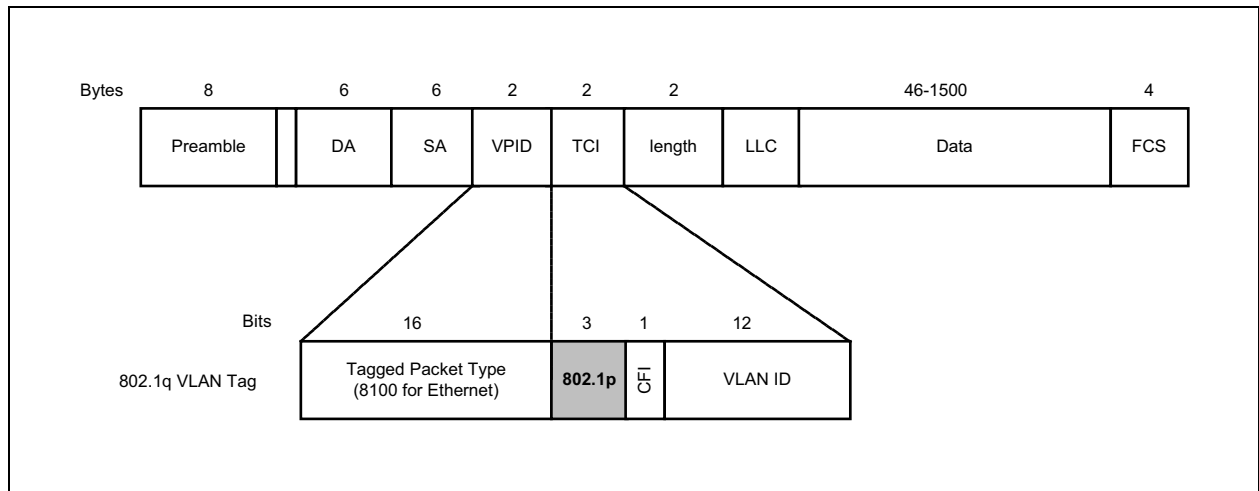 Bytes 8 6 6 2 2 2 46-1500 4
Preamble DA SA VPID TCI length LLC Data FCS
Bits 16 3 1 12
802.1q VLAN Tag
Tagged Packet Type
(8100 for Ethernet)
802.1p
CFI
VLAN ID